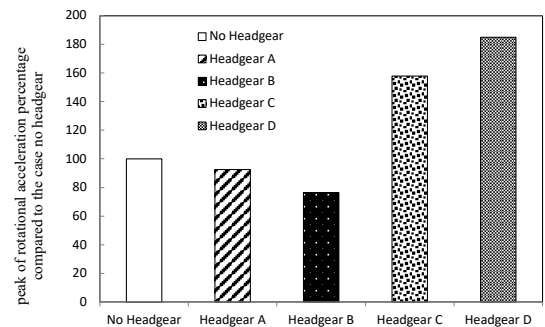 peak of rotational acceleration percentage
compared to the case no headgear
200
180
160
140
120
100
80
60
40
20
0
No Headgear
Headgear A
Headgear B
Headgear C
Headgear D
No Headgear Headgear A Headgear B Headgear C Headgear D